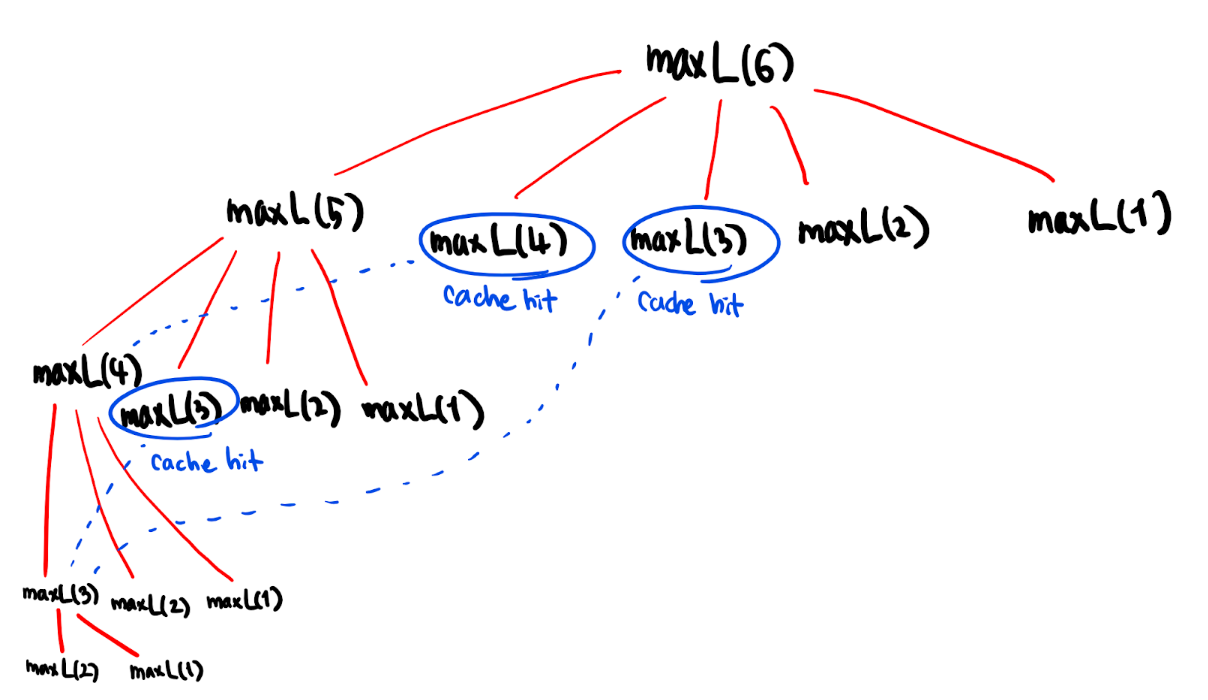 maxL(6)
maxL(5) maxL(4) maxL(3) maxL(2) maxL(1)
cache hit cache hit
maxL(4) maxL(3) maxL(2) maxL(1)
cache hit
maxL(3) maxL(2) maxL(1)
maxL(2) maxL(1)